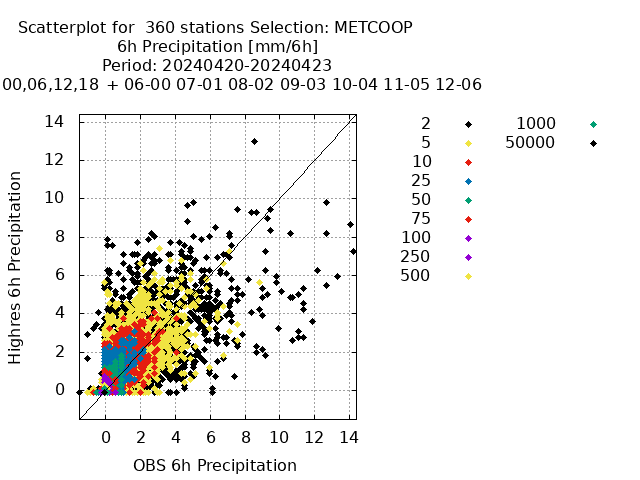 Scatterplot for  360 stations Selection: METCOOP
6h Precipitation [mm/6h]
Period: 20240420-20240423
00,06,12,18 + 06-00 07-01 08-02 09-03 10-04 11-05 12-06
Highres 6h Precipitation
14
12
10
8
6
4
2
0
0 2 4 6 8 10 12 14
OBS 6h Precipitation
2
5
10
25
50
75
100
250
500
1000
50000